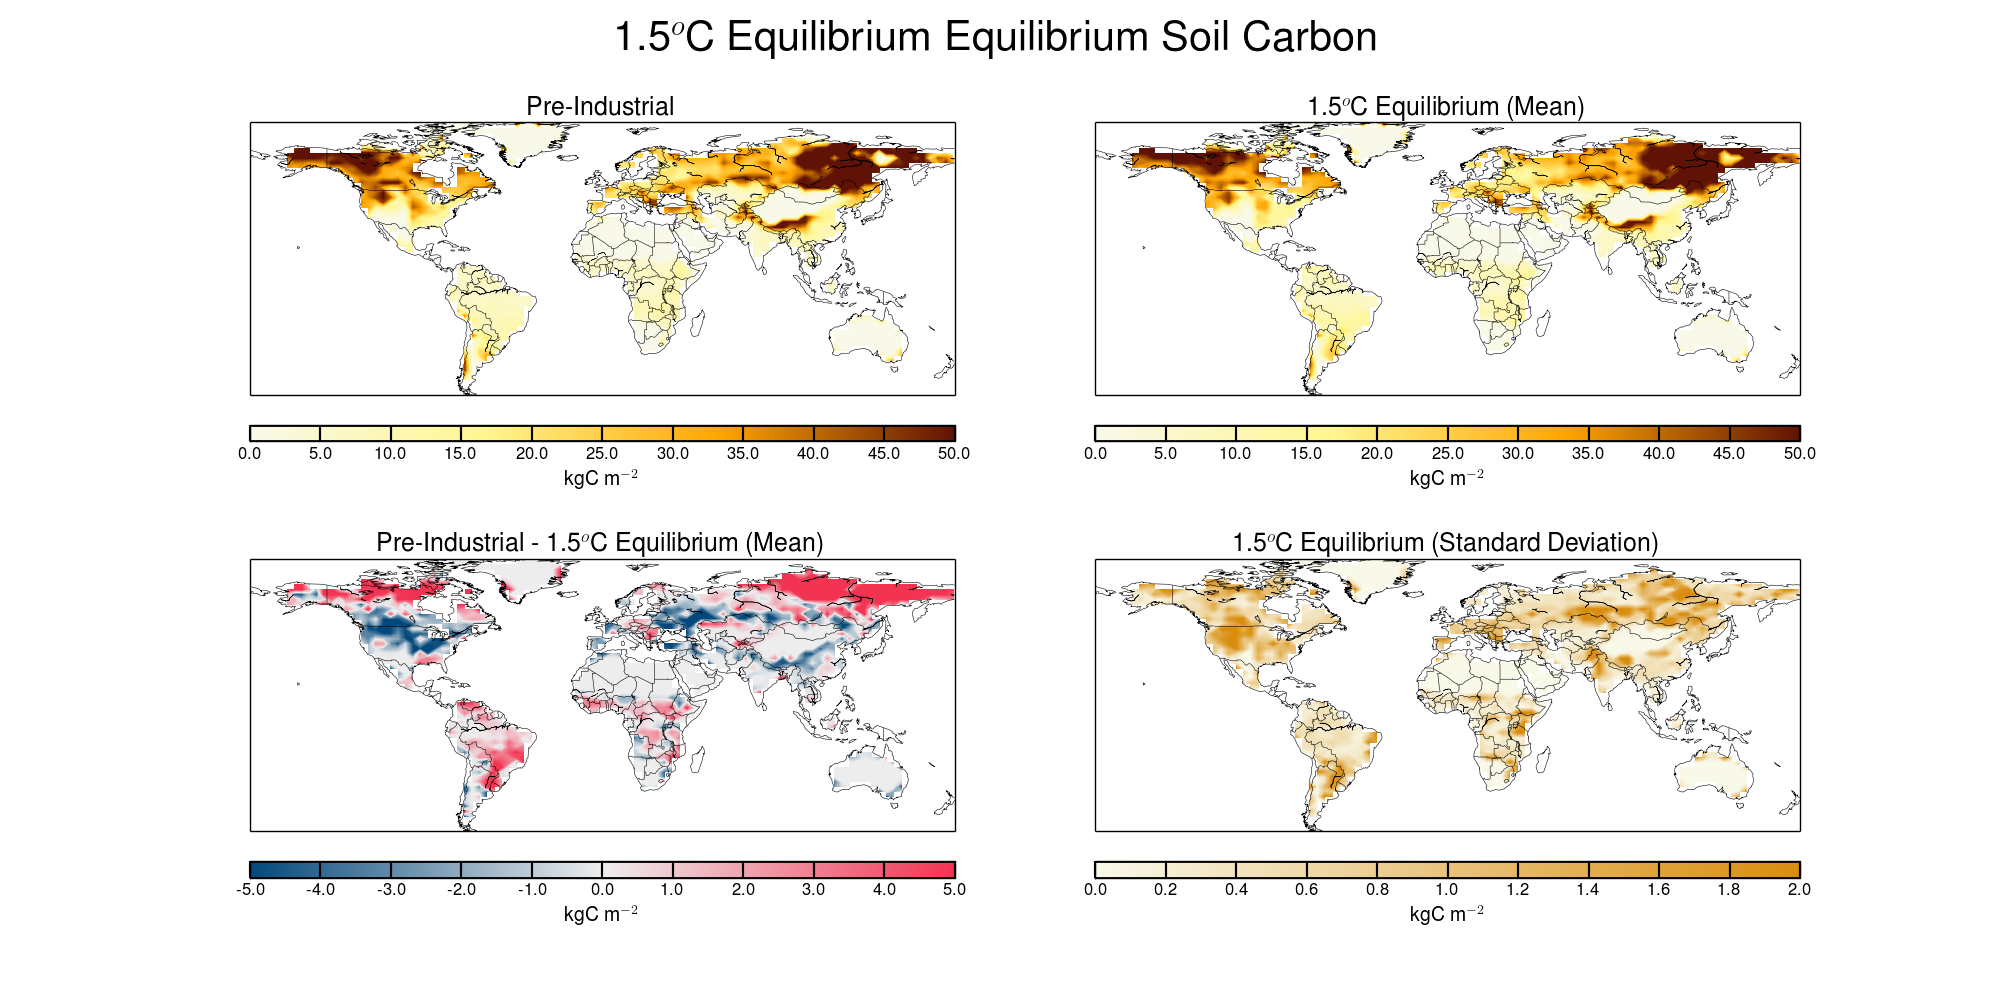 1.5°C Equilibrium Equilibrium Soil Carbon
Pre-Industrial
1.5°C Equilibrium (Mean)
0.0 5.0 10.0 15.0 20.0 25.0 30.0 35.0 40.0 45.0 50.0
kgC m⁻²
0.0 5.0 10.0 15.0 20.0 25.0 30.0 35.0 40.0 45.0 50.0
kgC m⁻²
Pre-Industrial - 1.5°C Equilibrium (Mean)
1.5°C Equilibrium (Standard Deviation)
-5.0 -4.0 -3.0 -2.0 -1.0 0.0 1.0 2.0 3.0 4.0 5.0
kgC m⁻²
0.0 0.2 0.4 0.6 0.8 1.0 1.2 1.4 1.6 1.8 2.0
kgC m⁻²